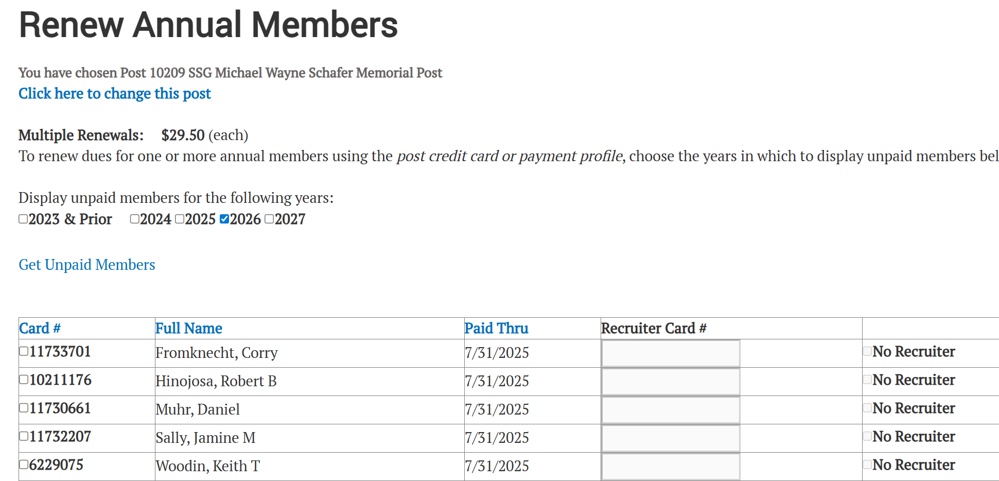 Renew Annual Members
You have chosen Post 10209 SSG Michael Wayne Schafer Memorial Post
Click here to change this post
Multiple Renewals: $29.50 (each)
To renew dues for one or more annual members using the post credit card or payment profile, choose the years in which to display unpaid members bel
Display unpaid members for the following years:
2023 & Prior 2024 2025 2026 2027
Get Unpaid Members
Card # Full Name Paid Thru Recruiter Card #
11733701 Fromknecht, Corry 7/31/2025 No Recruiter
10211176 Hinojosa, Robert B 7/31/2025 No Recruiter
11730661 Muhr, Daniel 7/31/2025 No Recruiter
11732207 Sally, Jamine M 7/31/2025 No Recruiter
6229075 Woodin, Keith T 7/31/2025 No Recruiter